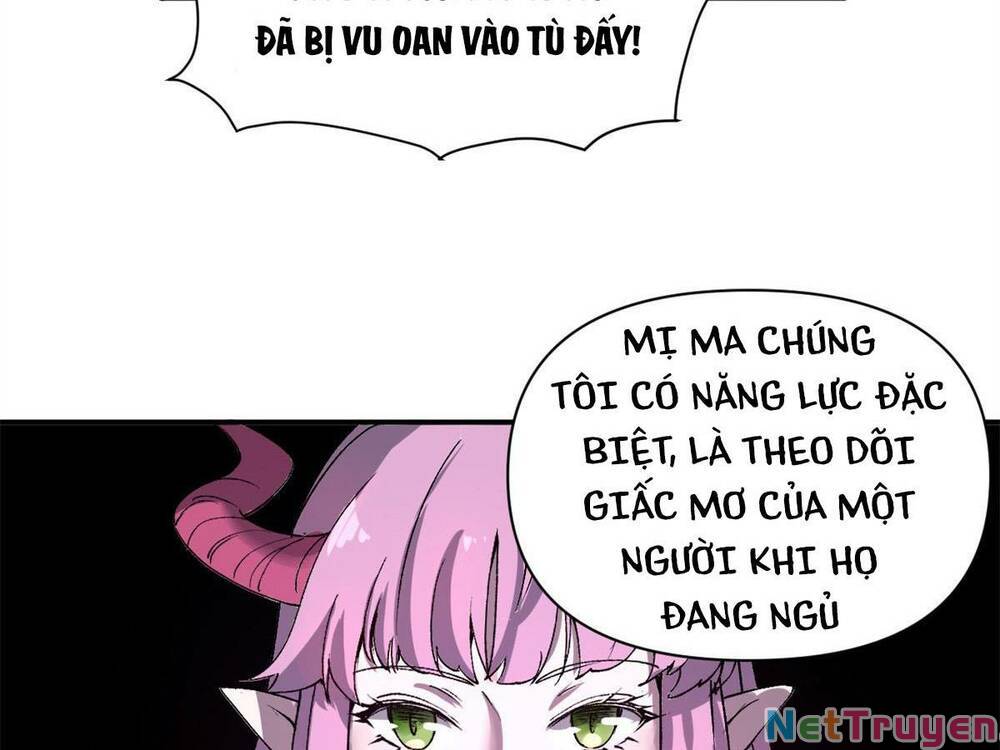 ĐÃ BỊ VU OAN VÀO TÙ ĐẤY!
MỊ MA CHÚNG
TÔI CÓ NĂNG LỰC ĐẶC
BIỆT, LÀ THEO DÕI
GIẤC MƠ CỦA MỘT
NGƯỜI KHI HỌ
ĐANG NGỦ
NetTruyen